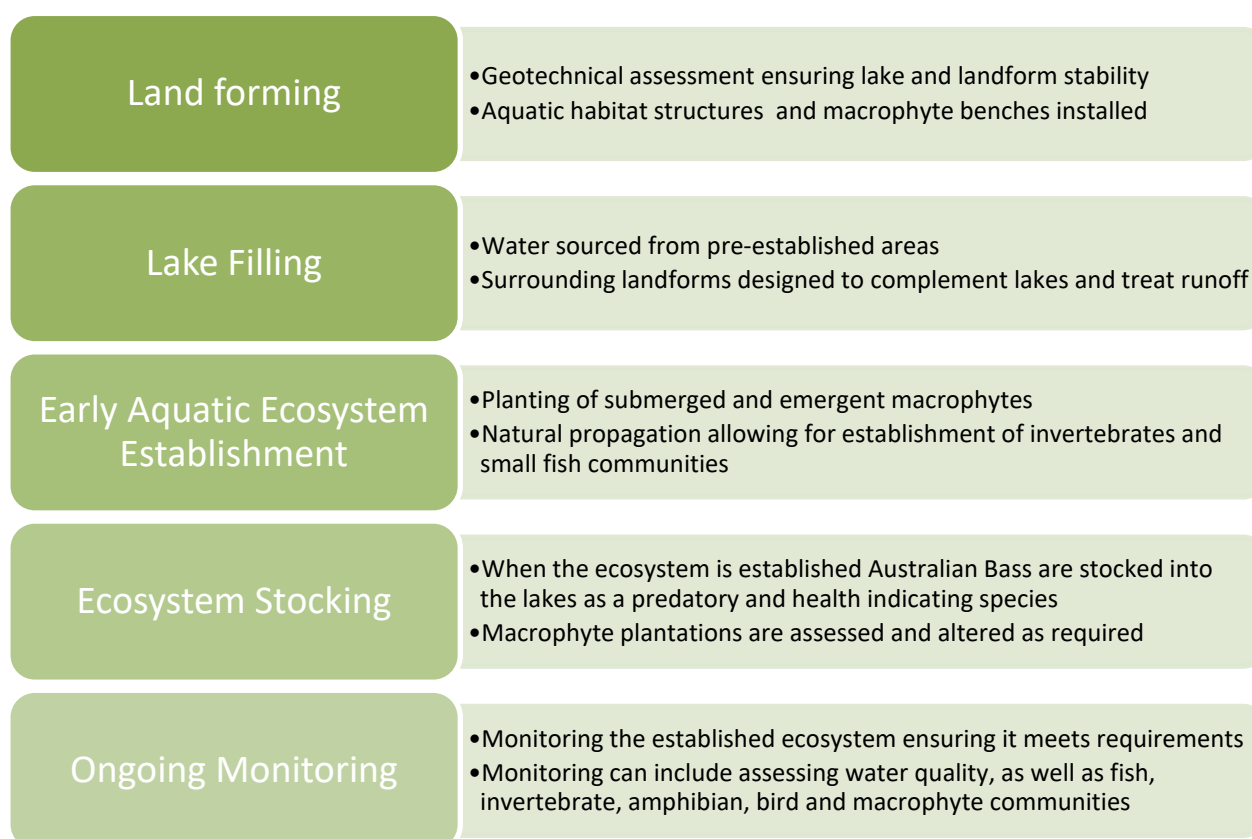 Land forming
•Geotechnical assessment ensuring lake and landform stability
•Aquatic habitat structures and macrophyte benches installed
Lake Filling
•Water sourced from pre-established areas
•Surrounding landforms designed to complement lakes and treat runoff
Early Aquatic Ecosystem
Establishment
•Planting of submerged and emergent macrophytes
•Natural propagation allowing for establishment of invertebrates and
small fish communities
Ecosystem Stocking
•When the ecosystem is established Australian Bass are stocked into
the lakes as a predatory and health indicating species
•Macrophyte plantations are assessed and altered as required
Ongoing Monitoring
•Monitoring the established ecosystem ensuring it meets requirements
•Monitoring can include assessing water quality, as well as fish,
invertebrate, amphibian, bird and macrophyte communities